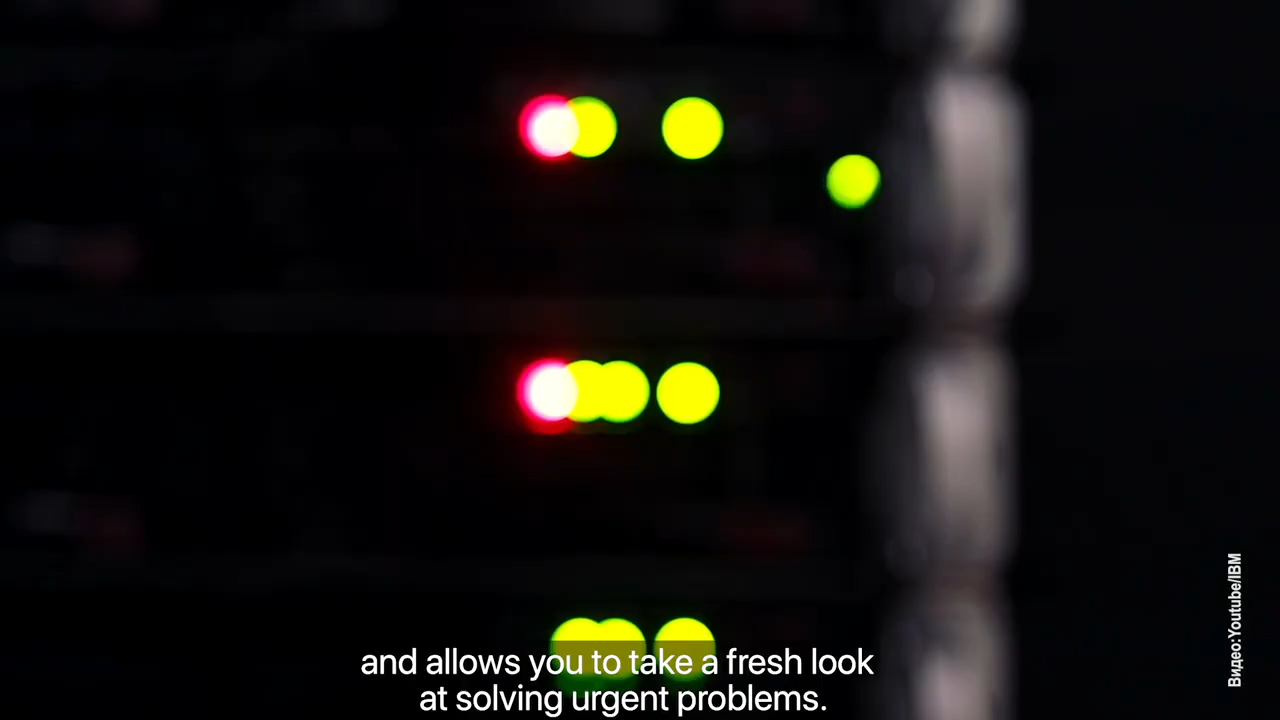 and allows you to take a fresh look
at solving urgent problems.
Видео:Youtube/IBM